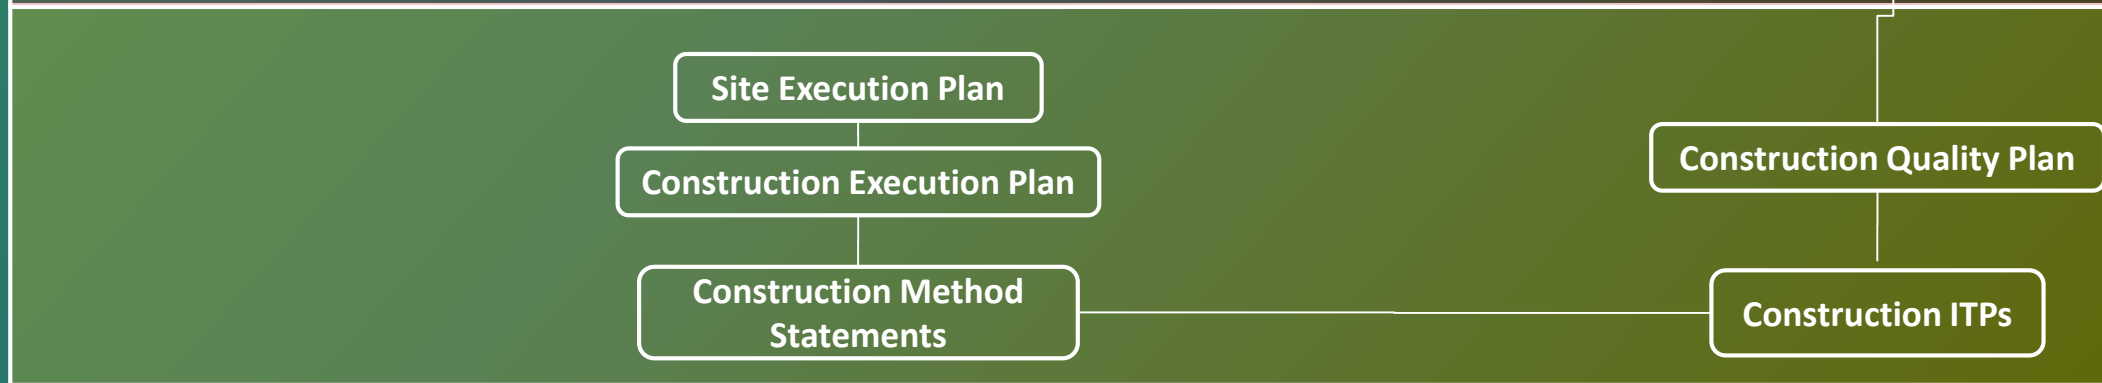 Site Execution Plan
Construction Execution Plan
Construction Quality Plan
Construction Method
Statements
Construction ITPs